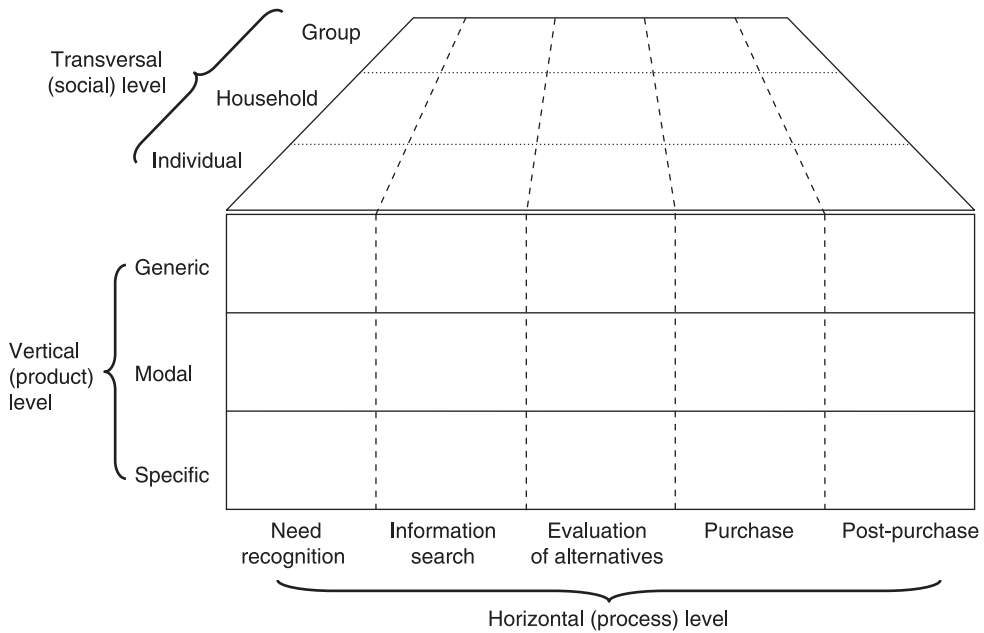 Group
Transversal
(social) level
Household
Individual
Generic
Vertical
(product)
level
Modal
Specific
Need
recognition
Information
search
Evaluation
of alternatives
Purchase
Post-purchase
Horizontal (process) level